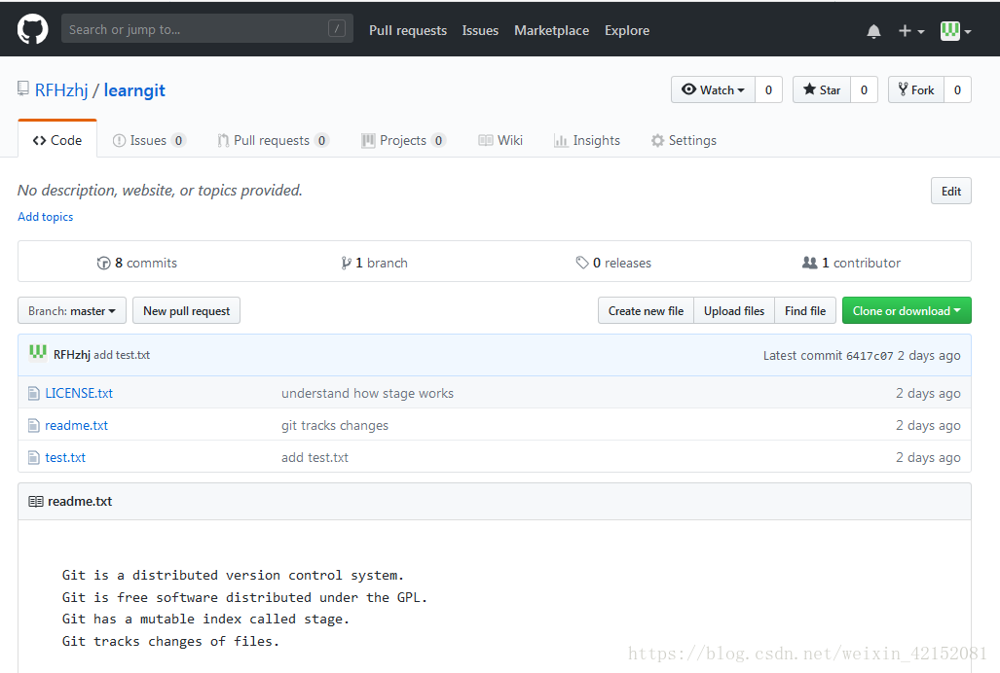 Search or jump to... / Pull requests Issues Marketplace Explore
RFHzhj / learngit Watch 0 Star 0 Fork 0
Code Issues 0 Pull requests 0 Projects 0 Wiki Insights Settings
No description, website, or topics provided. Edit
Add topics
8 commits 1 branch 0 releases 1 contributor
Branch: master New pull request Create new file Upload files Find file Clone or download
RFHzhj add test.txt Latest commit 6417c07 2 days ago
LICENSE.txt understand how stage works 2 days ago
readme.txt git tracks changes 2 days ago
test.txt add test.txt 2 days ago
readme.txt
Git is a distributed version control system.
Git is free software distributed under the GPL.
Git has a mutable index called stage.
Git tracks changes of files.
https://blog.csdn.net/weixin_42152081